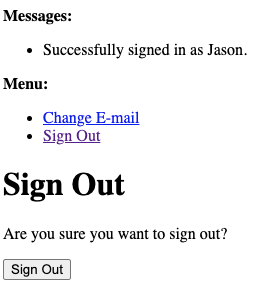 Messages:
Successfully signed in as Jason.
Menu:
Change E-mail
Sign Out
Sign Out
Are you sure you want to sign out?
Sign Out